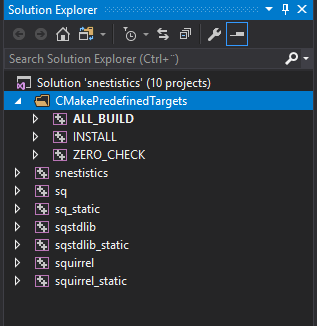 Solution Explorer
Search Solution Explorer (Ctrl+¨)
Solution 'snestistics' (10 projects)
CMakePredefinedTargets
ALL_BUILD
INSTALL
ZERO_CHECK
snestistics
sq
sq_static
sqstdlib
sqstdlib_static
squirrel
squirrel_static